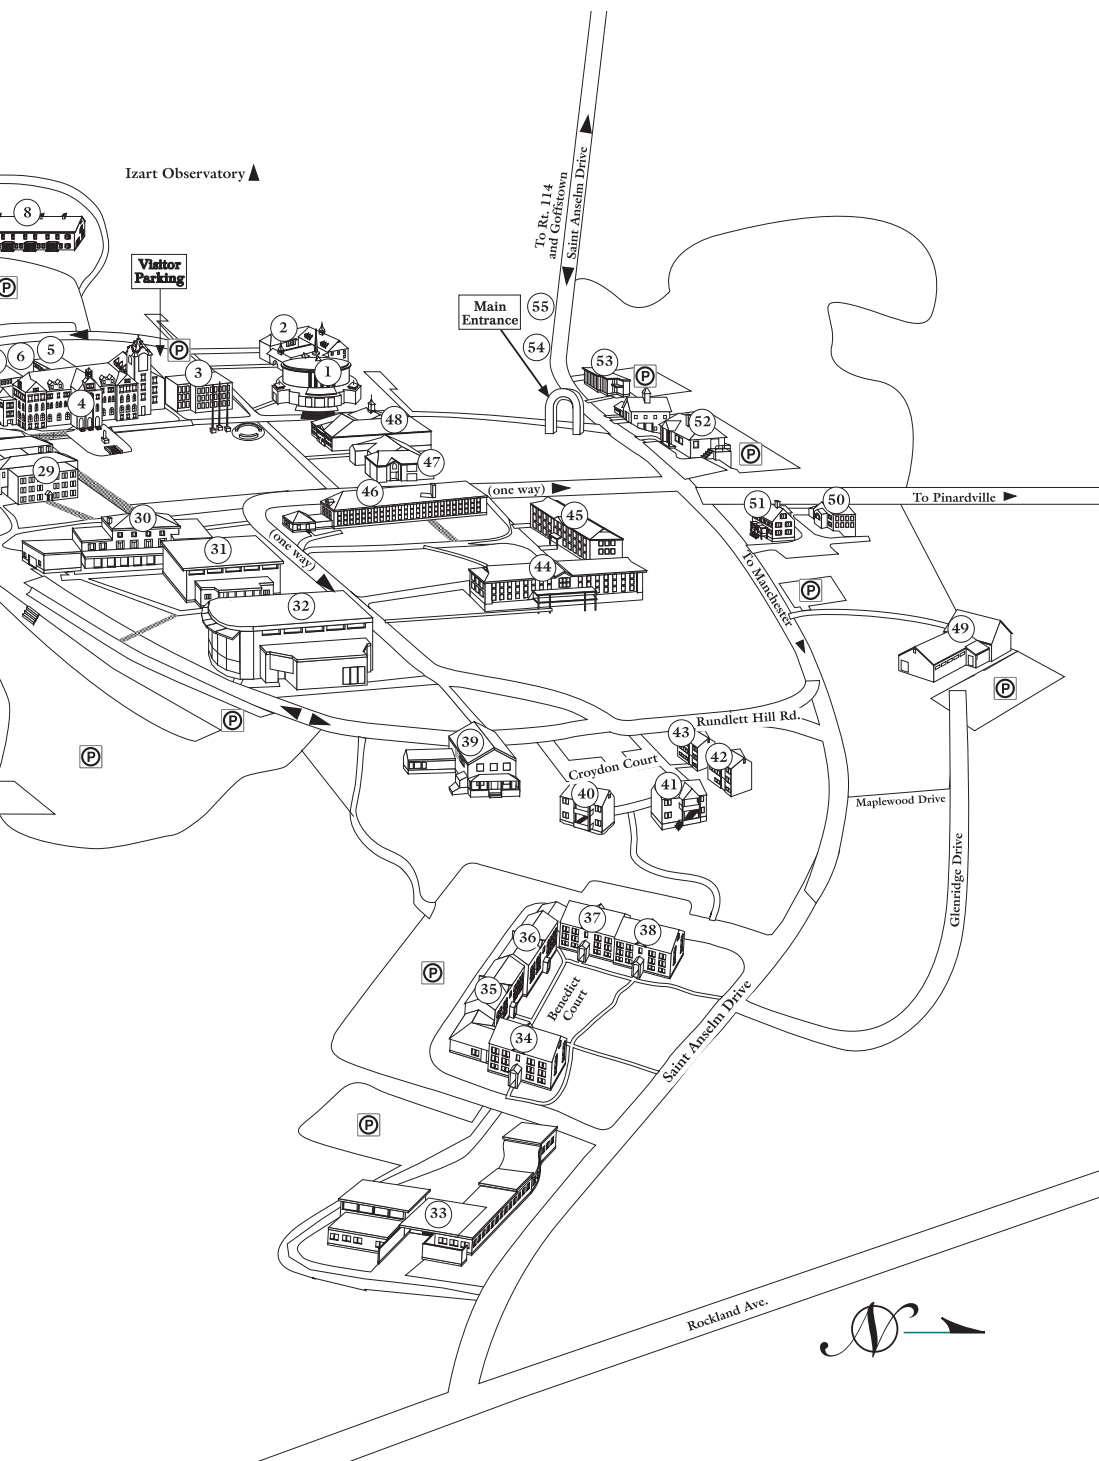 Izart Observatory
To Rt. 114
and Goffstown
Saint Anselm Drive
8
P
Visitor
Parking
Main
Entrance
55
54
2
5
6
P
3
1
4
53
P
48
52
47
P
29
46
(one way)
To Pinardville
51
50
30
45
31
(one way)
44
To Manchester
P
32
49
P
P
Rundlett Hill Rd.
39
43
42
P
Croydon Court
41
40
Maplewood Drive
Glenridge Drive
37
38
36
P
35
Benedict
Court
34
Saint Anselm Drive
P
33
Rockland Ave.
N